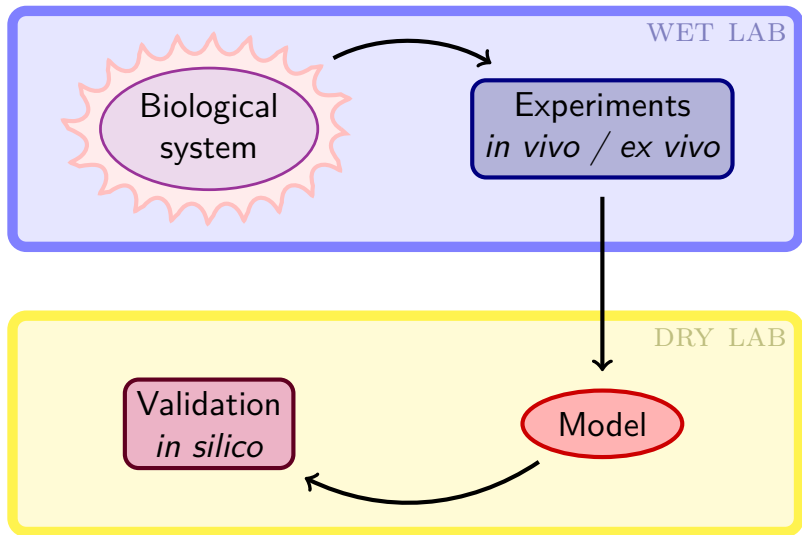 WET LAB
Biological
system
Experiments
in vivo / ex vivo
DRY LAB
Validation
in silico
Model